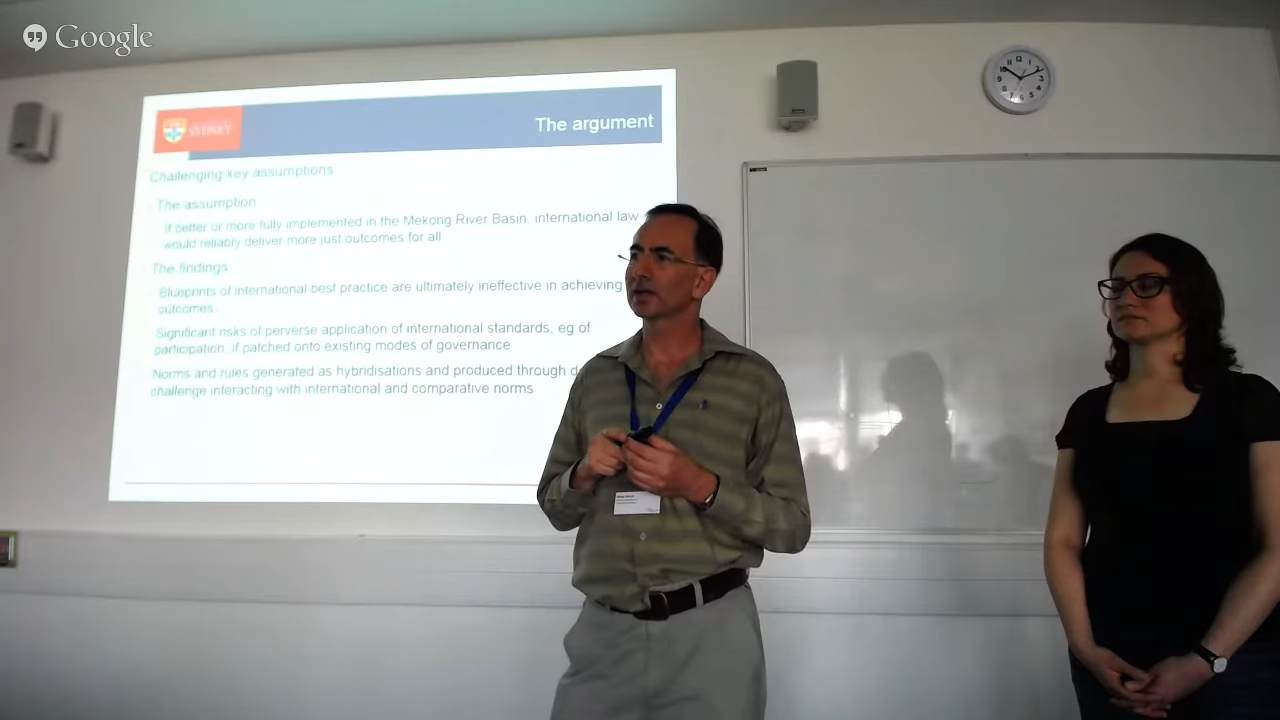 Google
SYDNEY
The argument
Challenging key assumptions
The assumption
If better or more fully implemented in the Mekong River Basin, international law
would reliably deliver more just outcomes for all
The findings
Blueprints of international best practice are ultimately ineffective in achieving
outcomes
Significant risks of perverse application of international standards, eg of
participation, if patched onto existing modes of governance
Norms and rules generated as hybridisations and produced through
challenge interacting with international and comparative norms